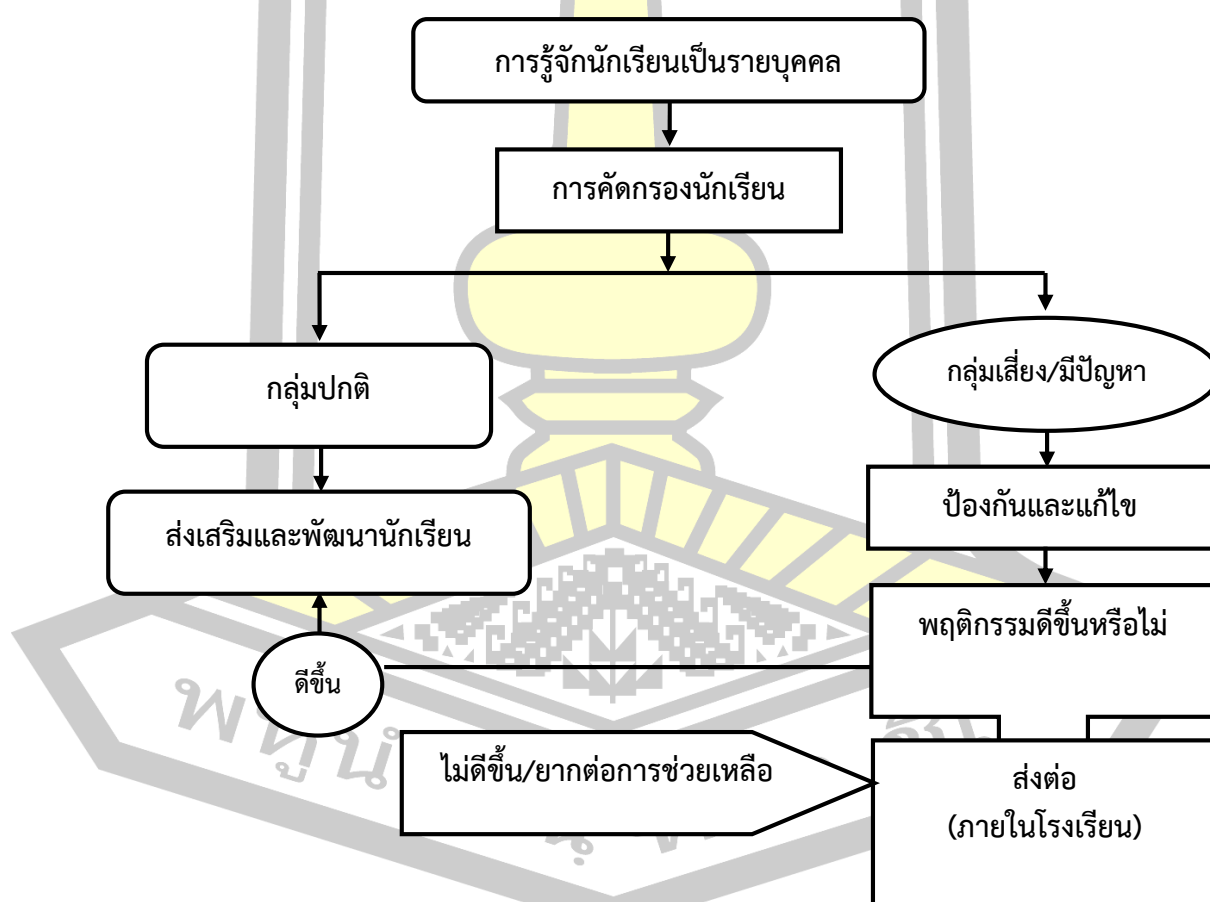 การรู้จักนักเรียนเป็นรายบุคคล
การคัดกรองนักเรียน
กลุ่มปกติ
กลุ่มเสี่ยง/มีปัญหา
ส่งเสริมและพัฒนานักเรียน
ป้องกันและแก้ไข
พฤติกรรมดีขึ้นหรือไม่
ดีขึ้น
ไม่ดีขึ้น/ยากต่อการช่วยเหลือ
ส่งต่อ
(ภายในโรงเรียน)